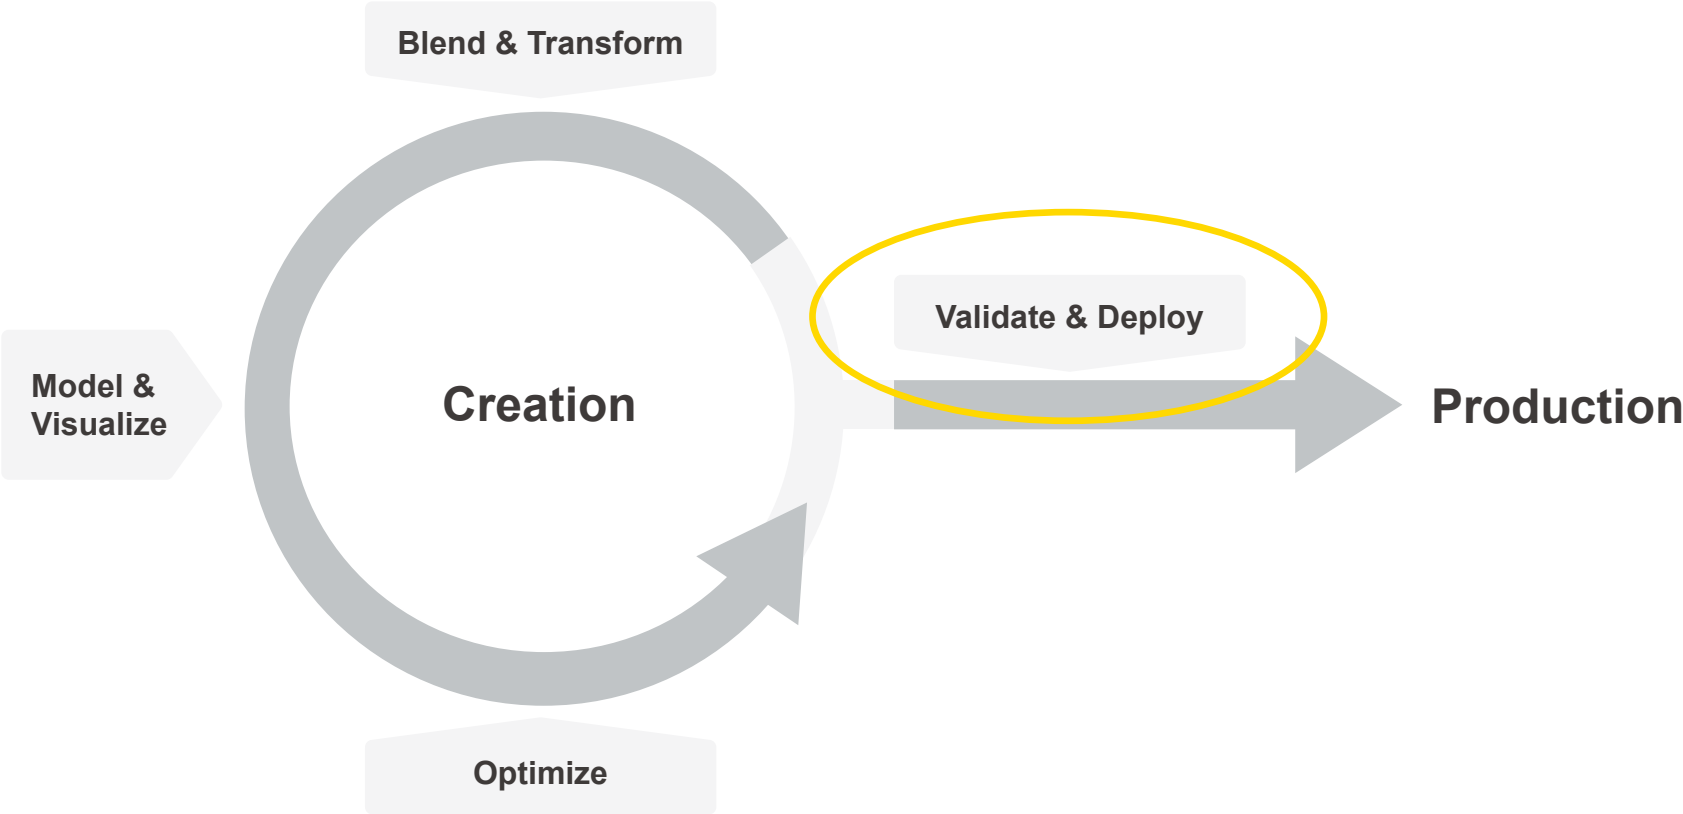 Blend & Transform
Model &
Visualize
Creation
Validate & Deploy
Production
Optimize